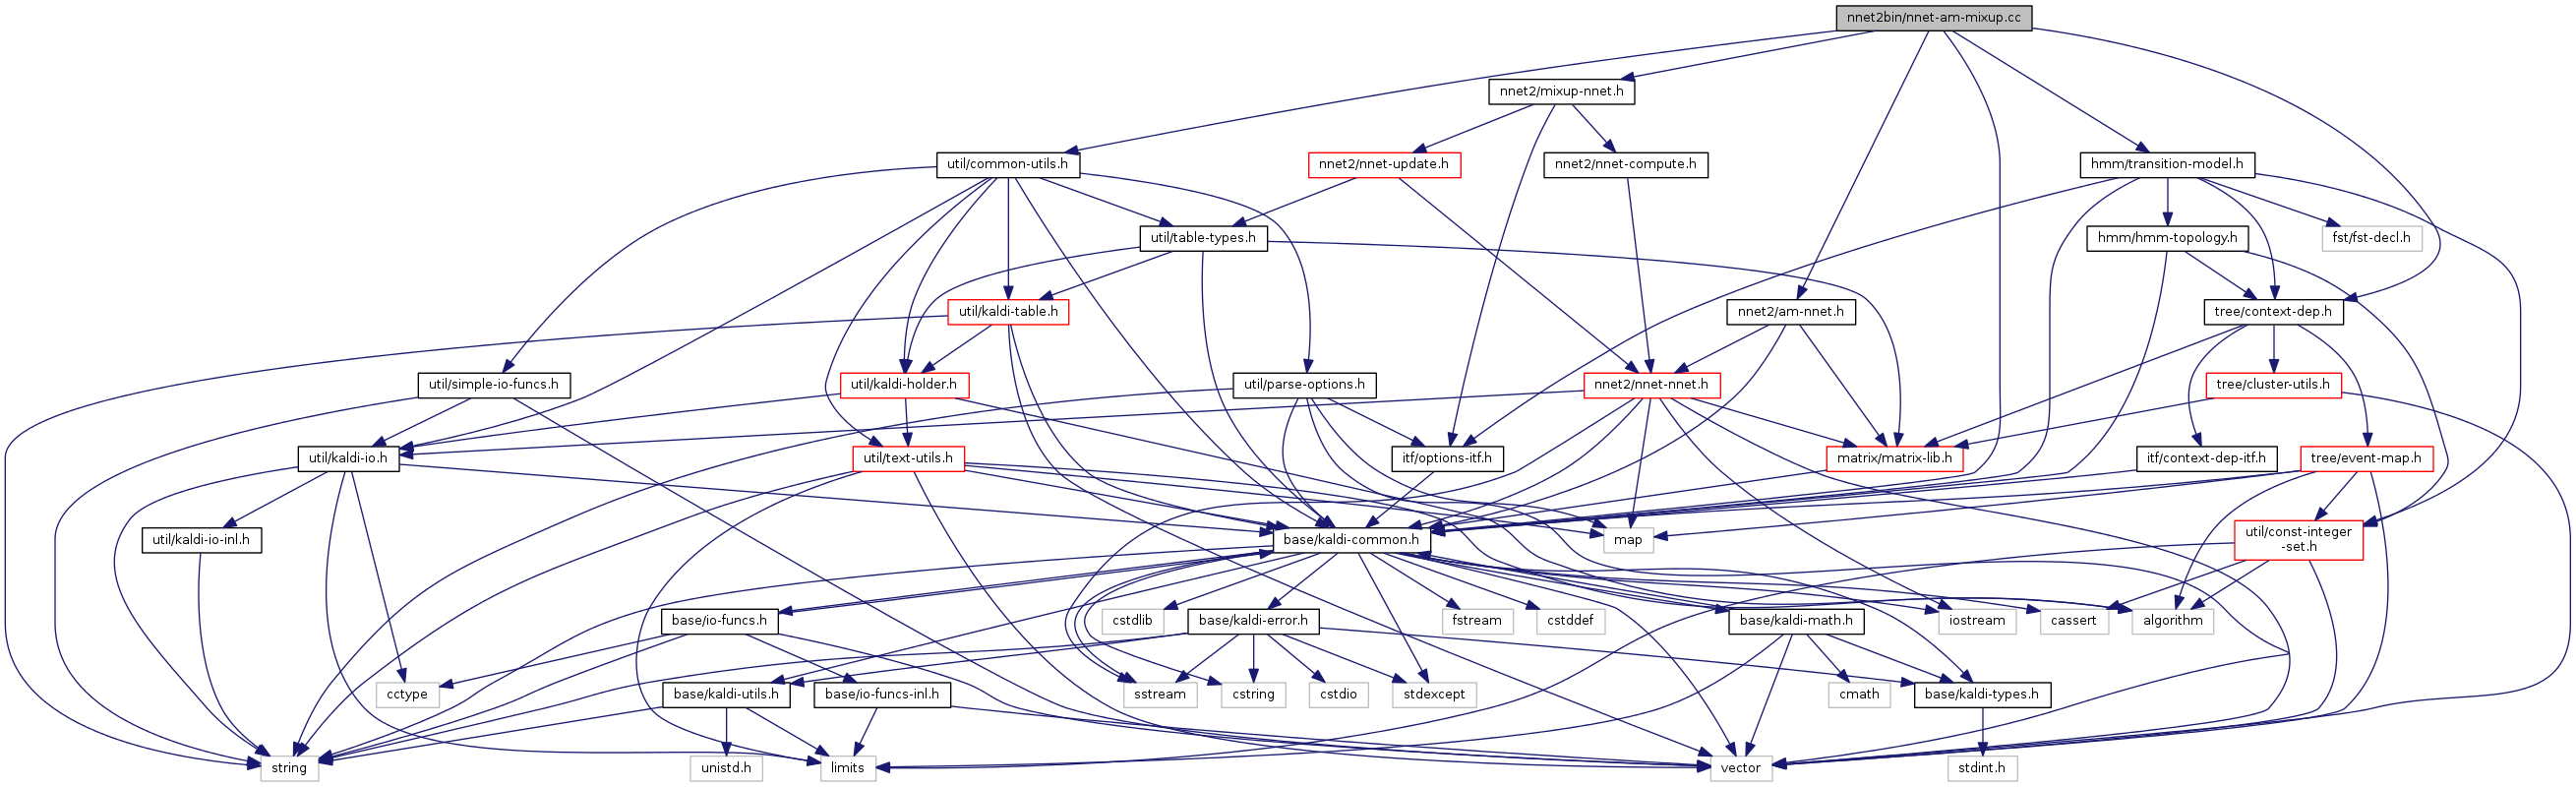 nnet2bin/nnet-am-mixup.cc
nnet2/mixup-nnet.h
util/common-utils.h
nnet2/nnet-update.h
nnet2/nnet-compute.h
hmm/transition-model.h
util/table-types.h
hmm/hmm-topology.h
fst/fst-decl.h
util/kaldi-table.h
nnet2/am-nnet.h
tree/context-dep.h
util/simple-io-funcs.h
util/kaldi-holder.h
util/parse-options.h
nnet2/nnet-nnet.h
tree/cluster-utils.h
util/kaldi-io.h
util/text-utils.h
itf/options-itf.h
matrix/matrix-lib.h
itf/context-dep-itf.h
tree/event-map.h
util/kaldi-io-inl.h
base/kaldi-common.h
map
util/const-integer
-set.h
base/io-funcs.h
cstdlib
base/kaldi-error.h
fstream
cstddef
base/kaldi-math.h
iostream
cassert
algorithm
cctype
base/kaldi-utils.h
base/io-funcs-inl.h
sstream
cstring
cstdio
stdexcept
cmath
base/kaldi-types.h
string
unistd.h
limits
vector
stdint.h